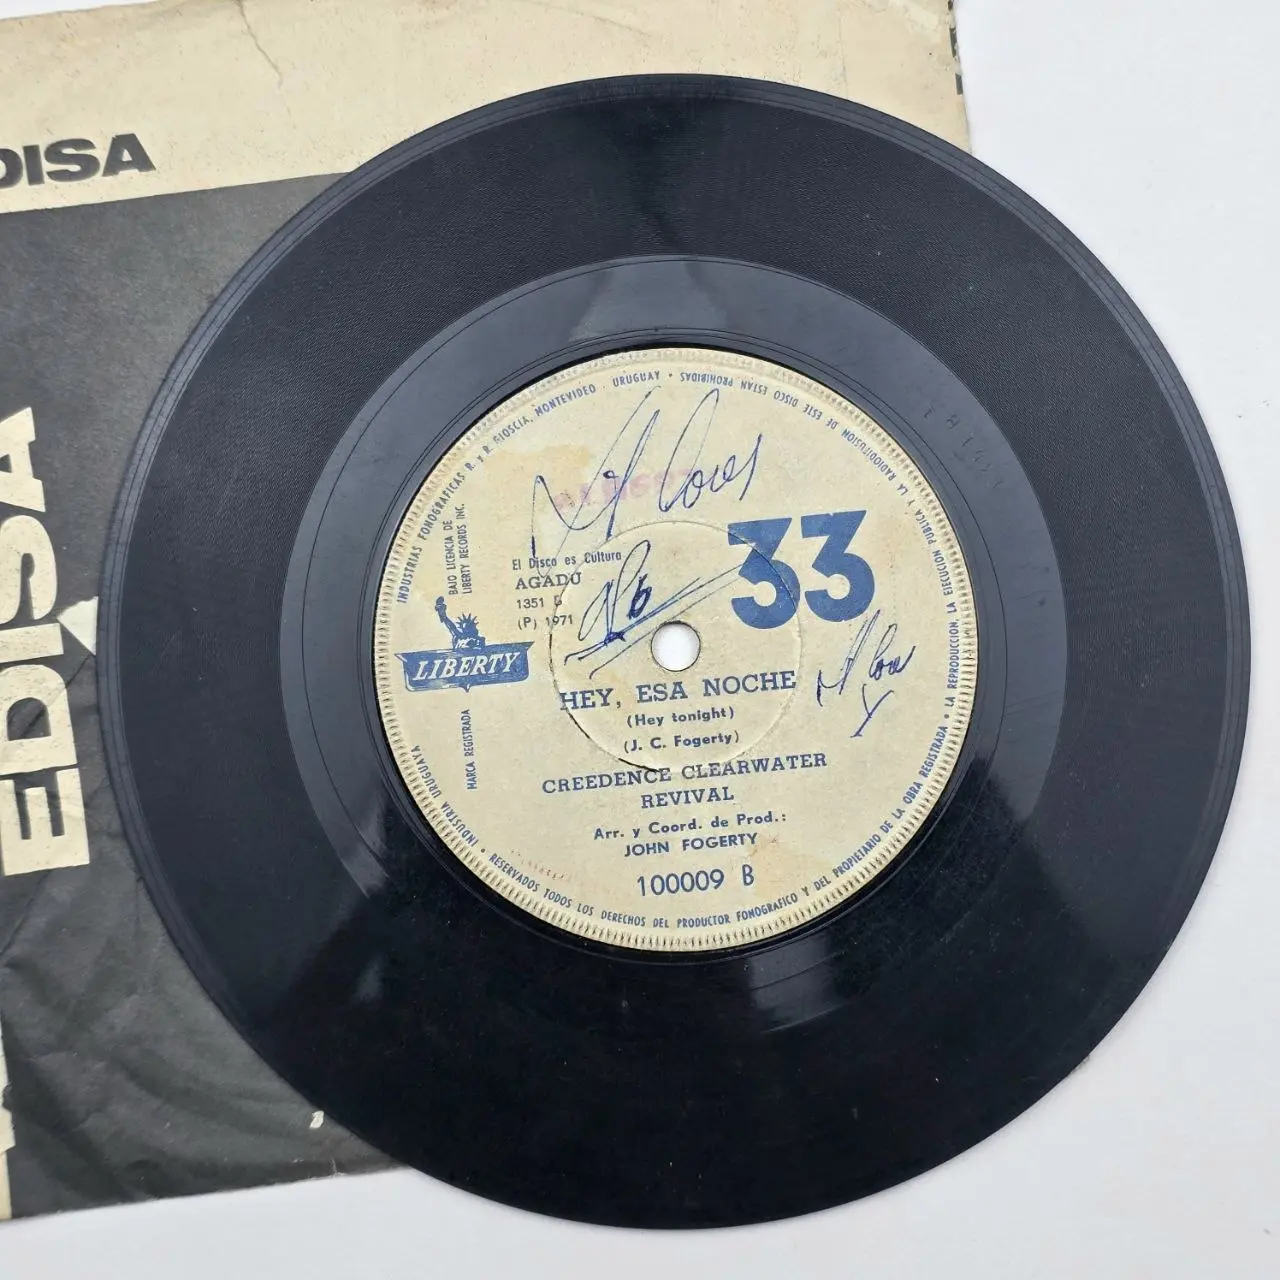 DISA
EDISA
INDUSTRIAS FONOGRAFICAS R. y R. GIOSCIA, MONTEVIDEO - URUGUAY • LA REPRODUCCION, LA EJECUCION PUBLICA Y LA RADIODIFUSION DE ESTE DISCO ESTAN PROHIBIDAS •
BAJO LICENCIA DE
LIBERTY RECORDS INC.
33
El Disco es Cultura
AGADU
1351
(P) 1971
LIBERTY
MARCA REGISTRADA
HEY, ESA NOCHE
(Hey tonight)
(J. C. Fogerty)
CREEDENCE CLEARWATER
REVIVAL
Arr. y Coord. de Prod.:
JOHN FOGERTY
100009 B
INDUSTRIA URUGUAYA • RESERVADOS TODOS LOS DERECHOS DEL PRODUCTOR FONOGRAFICO Y DEL PROPIETARIO DE LA OBRA REGISTRADA •